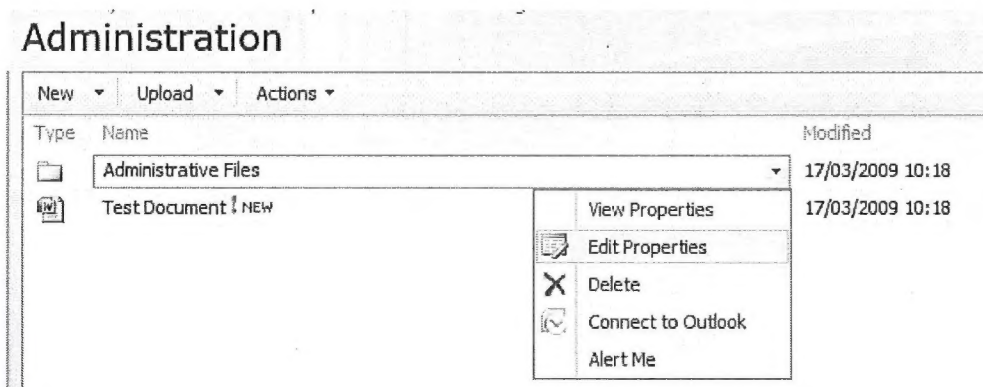 Administration
New Upload Actions
Type Name Modified
Administrative Files 17/03/2009 10:18
Test Document ! NEW 17/03/2009 10:18
View Properties
Edit Properties
Delete
Connect to Outlook
Alert Me